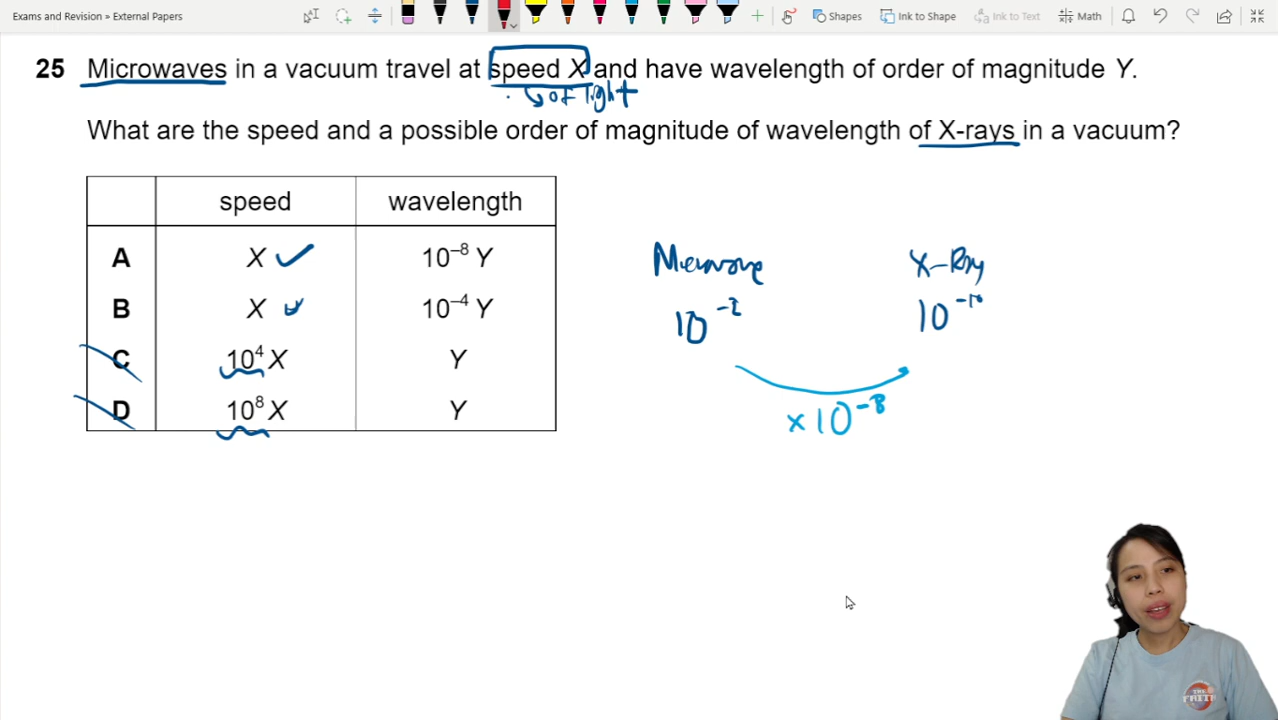 Exams and Revision » External Papers
Shapes
Ink to Shape
Ink to Text
Math
25 Microwaves in a vacuum travel at speed X and have wavelength of order of magnitude Y.
of light
What are the speed and a possible order of magnitude of wavelength of X-rays in a vacuum?
speed wavelength
A X 10⁻⁸ Y
B X 10⁻⁴ Y
C 10⁴ X Y
D 10⁸ X Y
X-Ray
10⁻² 10⁻¹⁰
×10⁻⁸